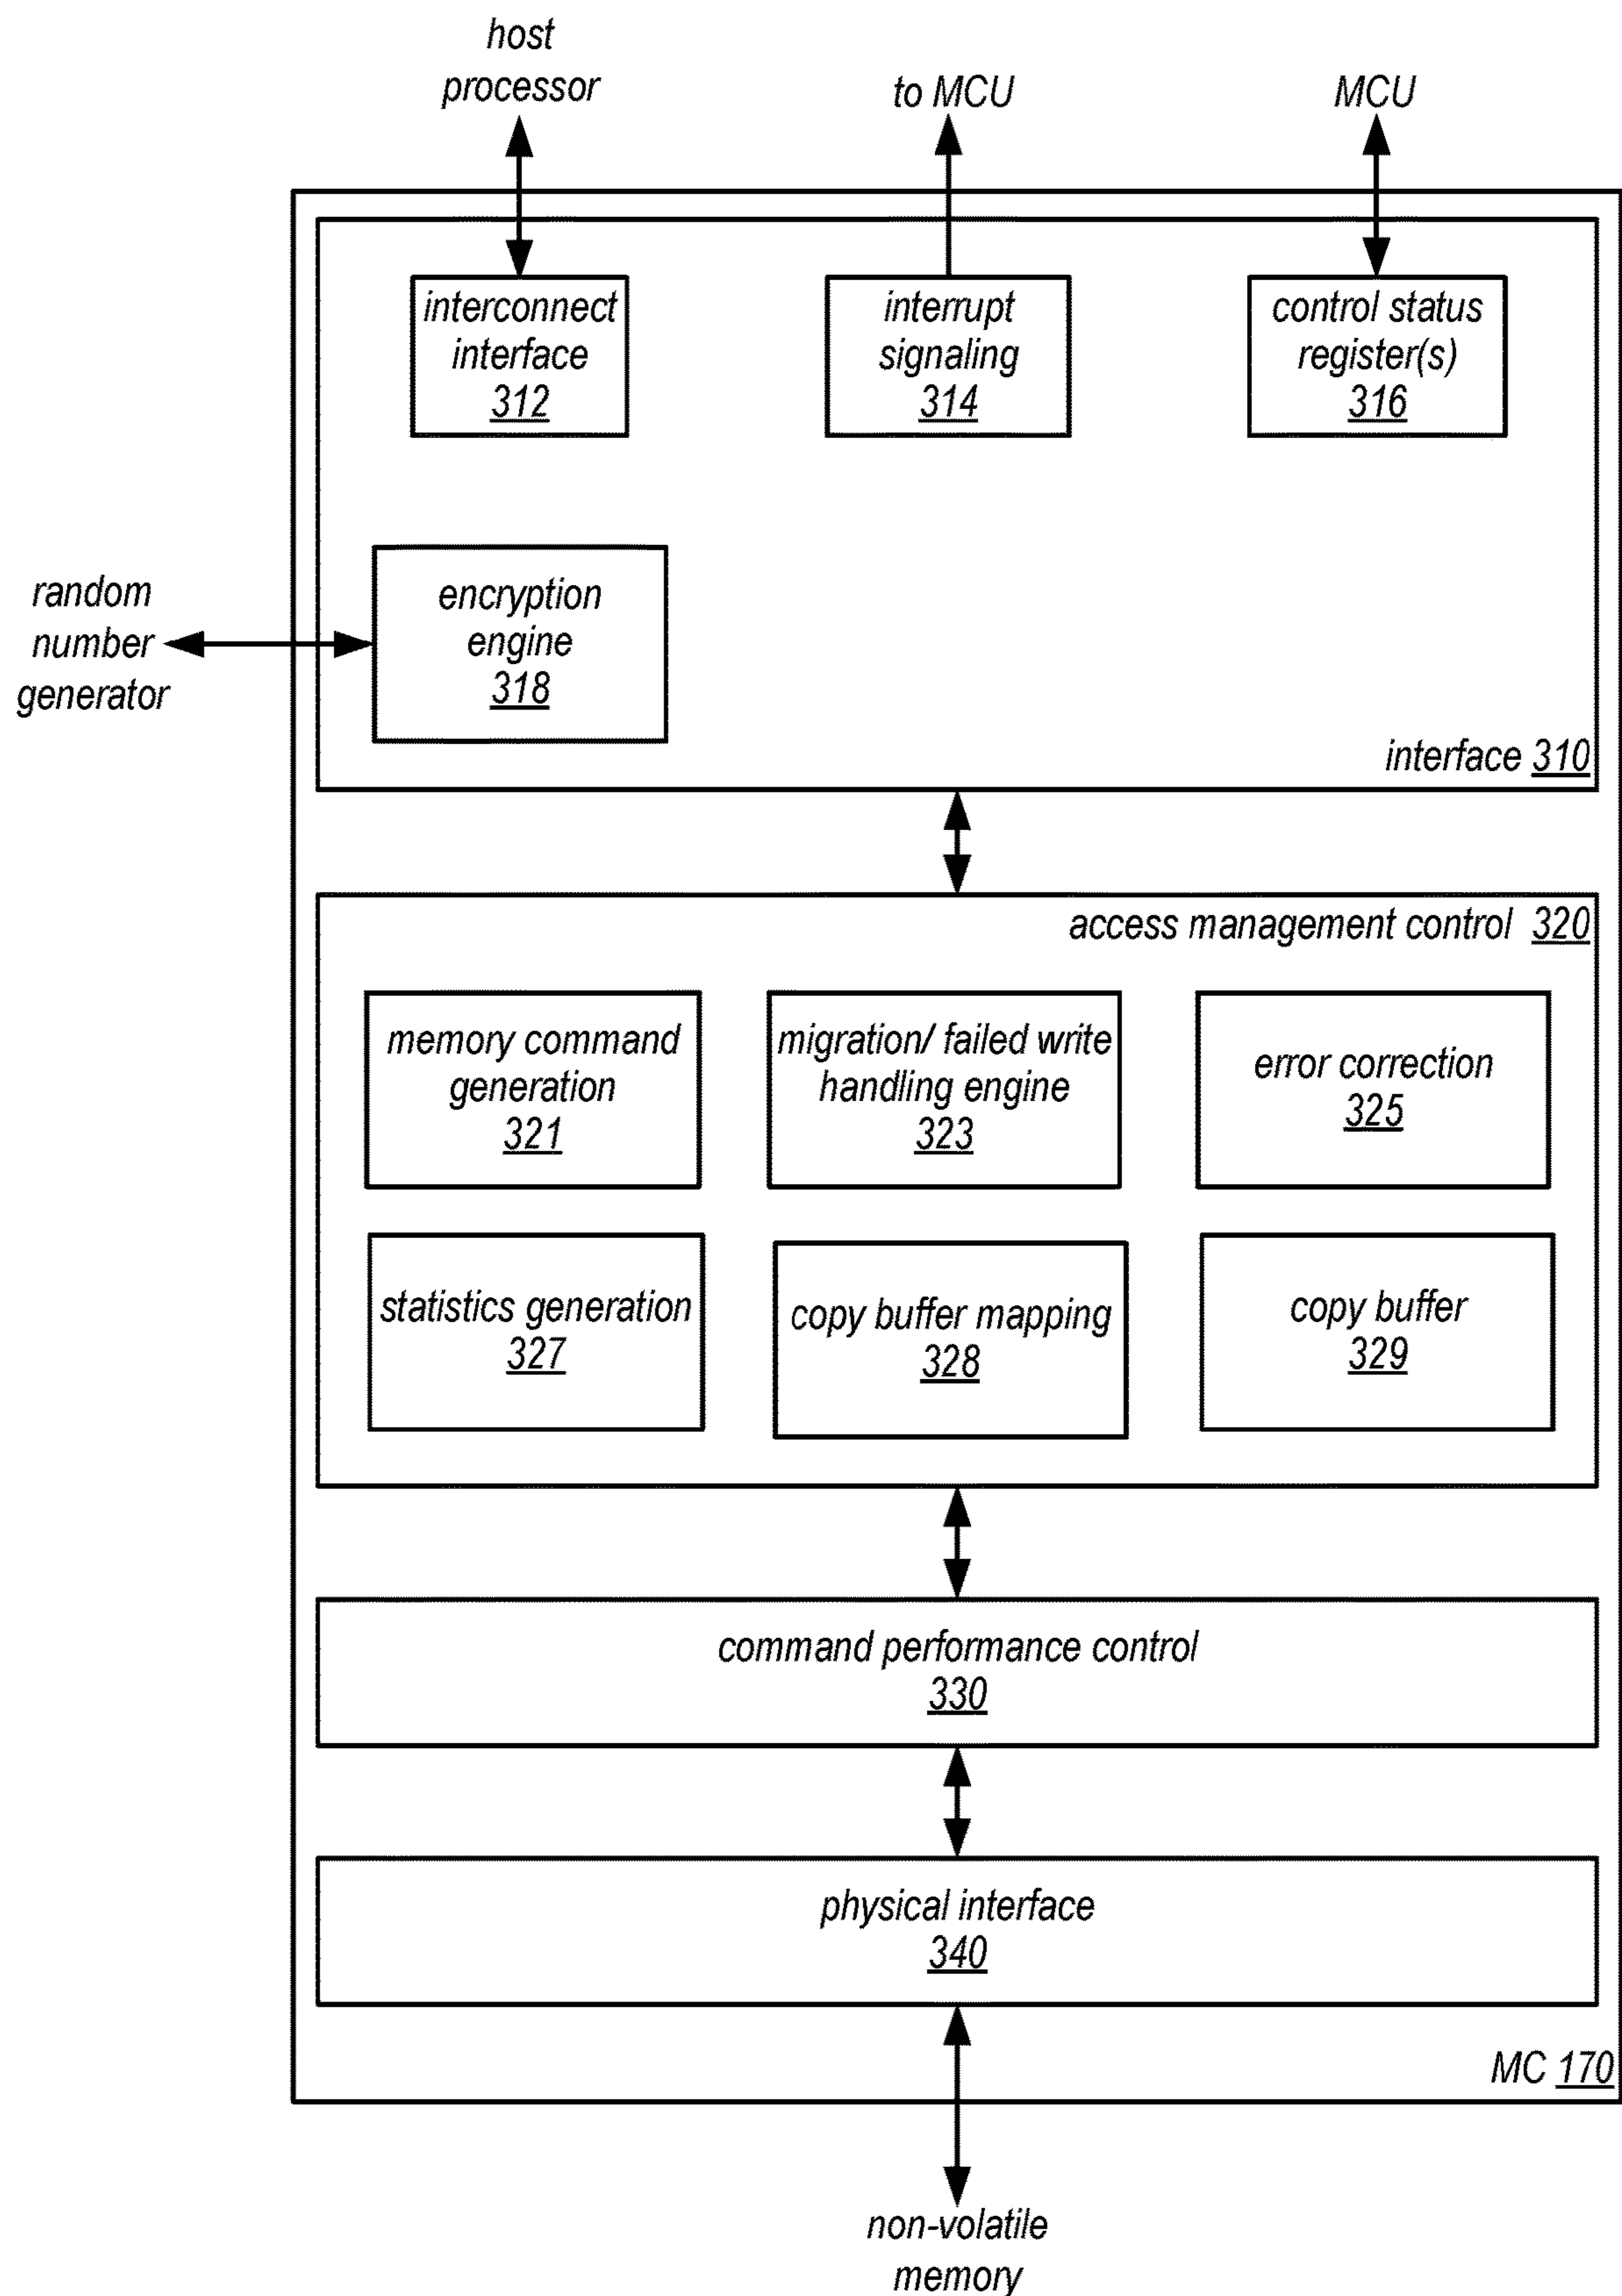 host
processor
to MCU
MCU
interconnect
interface
312
interrupt
signaling
314
control status
register(s)
316
random
number
generator
encryption
engine
318
interface 310
access management control 320
memory command
generation
321
migration/ failed write
handling engine
323
error correction
325
statistics generation
327
copy buffer mapping
328
copy buffer
329
command performance control
330
physical interface
340
MC 170
non-volatile
memory